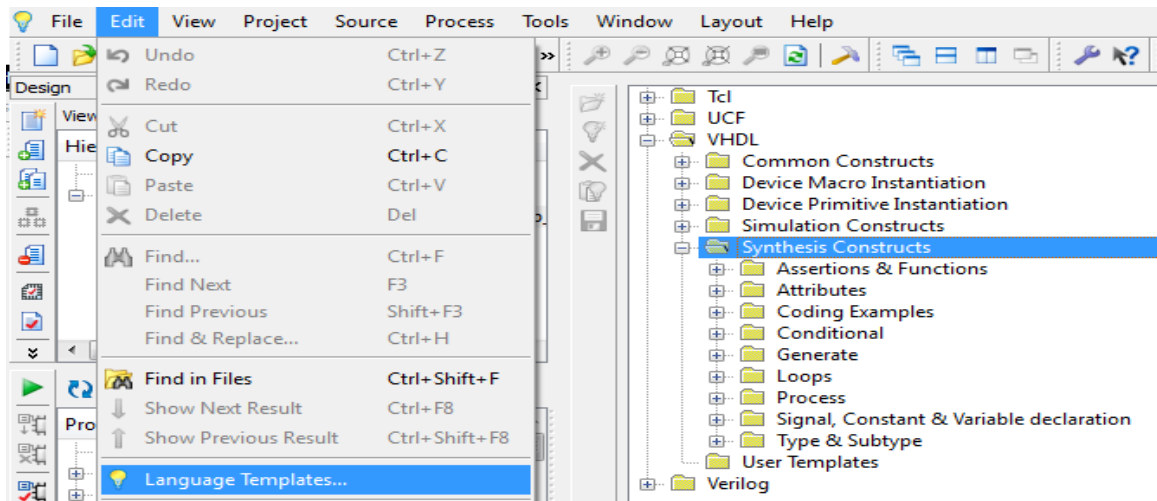 File Edit View Project Source Process Tools Window Layout Help
Undo Ctrl+Z
Redo Ctrl+Y
Cut Ctrl+X
Copy Ctrl+C
Paste Ctrl+V
Delete Del
Find... Ctrl+F
Find Next F3
Find Previous Shift+F3
Find & Replace... Ctrl+H
Find in Files Ctrl+Shift+F
Show Next Result Ctrl+F8
Show Previous Result Ctrl+Shift+F8
Language Templates...
»
Design
View
Hie
Pro
Tcl
UCF
VHDL
Common Constructs
Device Macro Instantiation
Device Primitive Instantiation
Simulation Constructs
Synthesis Constructs
Assertions & Functions
Attributes
Coding Examples
Conditional
Generate
Loops
Process
Signal, Constant & Variable declaration
Type & Subtype
User Templates
Verilog